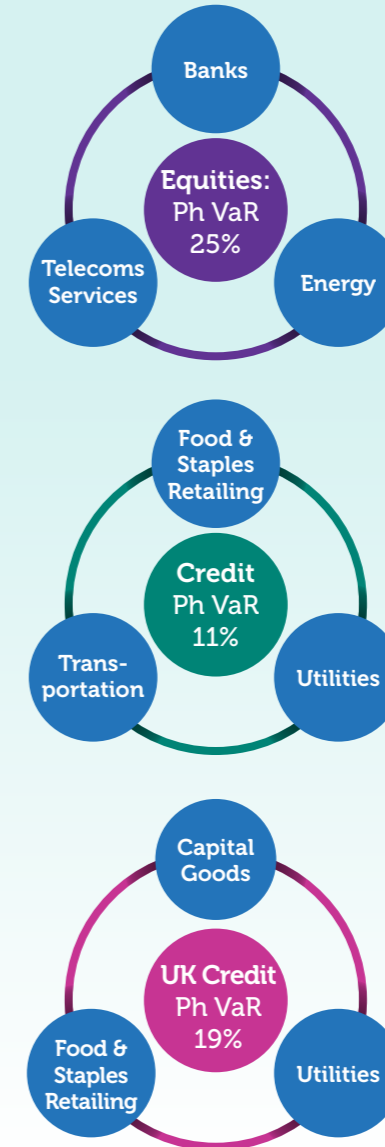 Banks
Equities:
Ph VaR
25%
Telecoms
Services
Energy
Food &
Staples
Retailing
Credit
Ph VaR
11%
Trans-
portation
Utilities
Capital
Goods
UK Credit
Ph VaR
19%
Food &
Staples
Retailing
Utilities